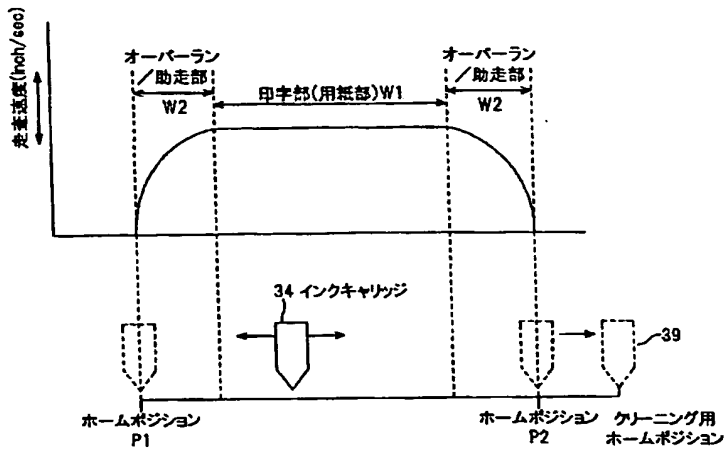 走査速度(inch/sec)
オーバーラン
／助走部
W2
印字部(用紙部)W1
オーバーラン
／助走部
W2
34 インクキャリッジ
39
ホームポジション
P1
ホームポジション
P2
クリーニング用
ホームポジション